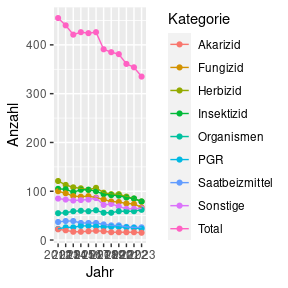 Kategorie
Akarizid
Fungizid
Herbizid
Insektizid
Organismen
PGR
Saatbeizmittel
Sonstige
Total
400
300
200
100
0
Anzahl
Jahr